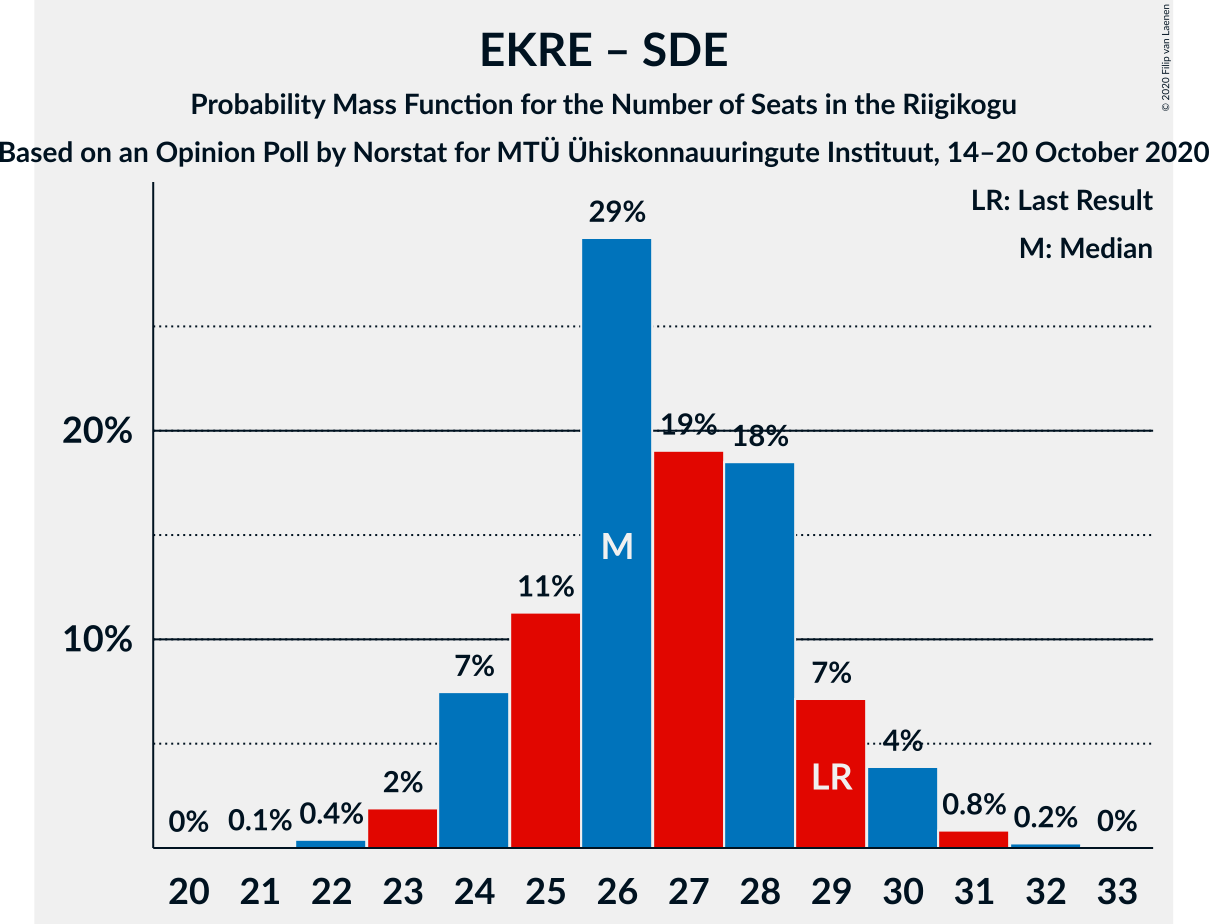 EKRE – SDE
Probability Mass Function for the Number of Seats in the Riigikogu
Based on an Opinion Poll by Norstat for MTÜ Ühiskonnauuringute Instituut, 14–20 October 2020
© 2020 Filip van Laenen
LR: Last Result
M: Median
29%
20%
19%
18%
M
11%
10%
7%
7%
LR
4%
2%
0.8%
0.4%
0.2%
0.1%
0%
0%
20 21 22 23 24 25 26 27 28 29 30 31 32 33